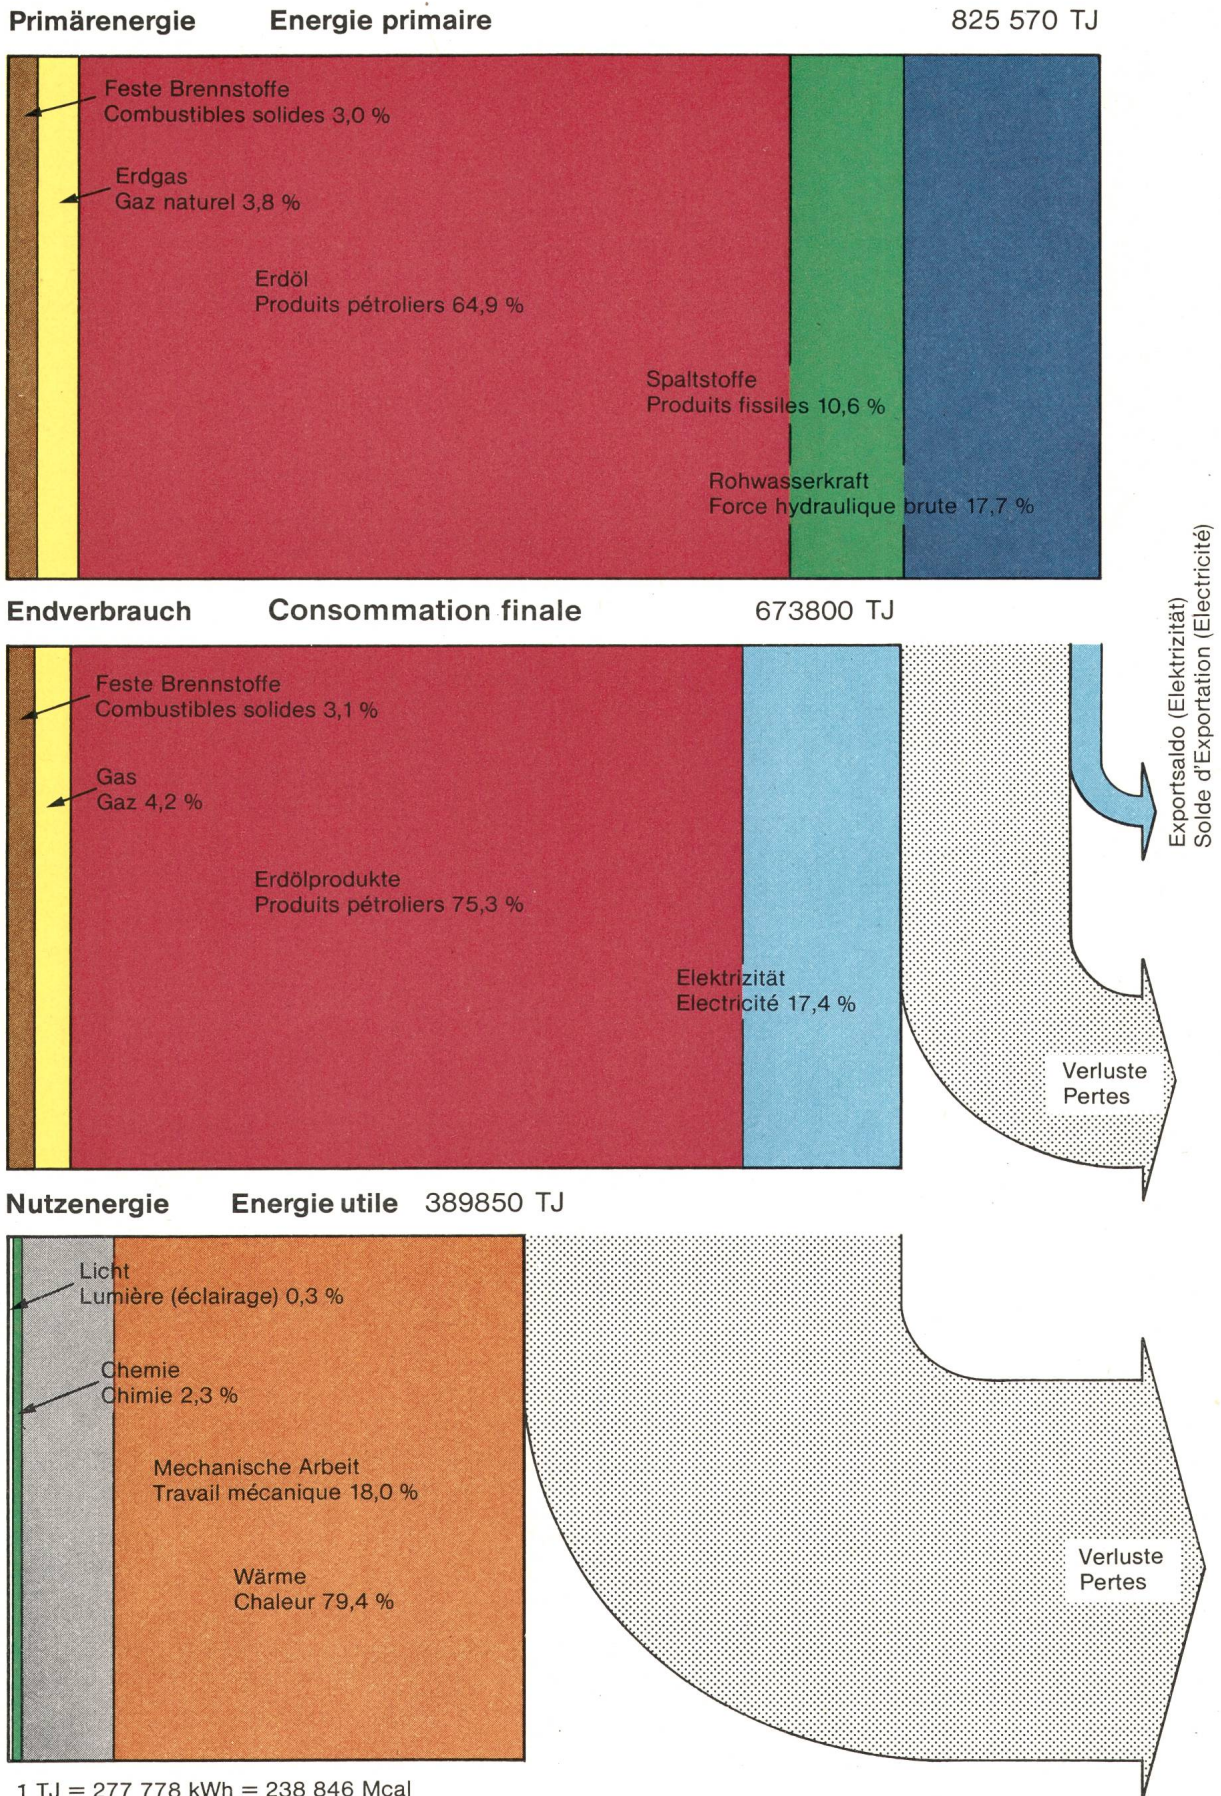 Primärenergie Energie primaire 825 570 TJ
Feste Brennstoffe
Combustibles solides 3,0 %
Erdgas
Gaz naturel 3,8 %
Erdöl
Produits pétroliers 64,9 %
Spaltstoffe
Produits fissiles 10,6 %
Rohwasserkraft
Force hydraulique brute 17,7 %
Endverbrauch Consommation finale 673800 TJ
Feste Brennstoffe
Combustibles solides 3,1 %
Gas
Gaz 4,2 %
Erdölprodukte
Produits pétroliers 75,3 %
Elektrizität
Electricité 17,4 %
Exportsaldo (Elektrizität)
Solde d'Exportation (Electricité)
Verluste
Pertes
Nutzenergie Energie utile 389850 TJ
Licht
Lumière (éclairage) 0,3 %
Chemie
Chimie 2,3 %
Mechanische Arbeit
Travail mécanique 18,0 %
Wärme
Chaleur 79,4 %
Verluste
Pertes
1 TJ = 277 778 kWh = 238 846 Mcal